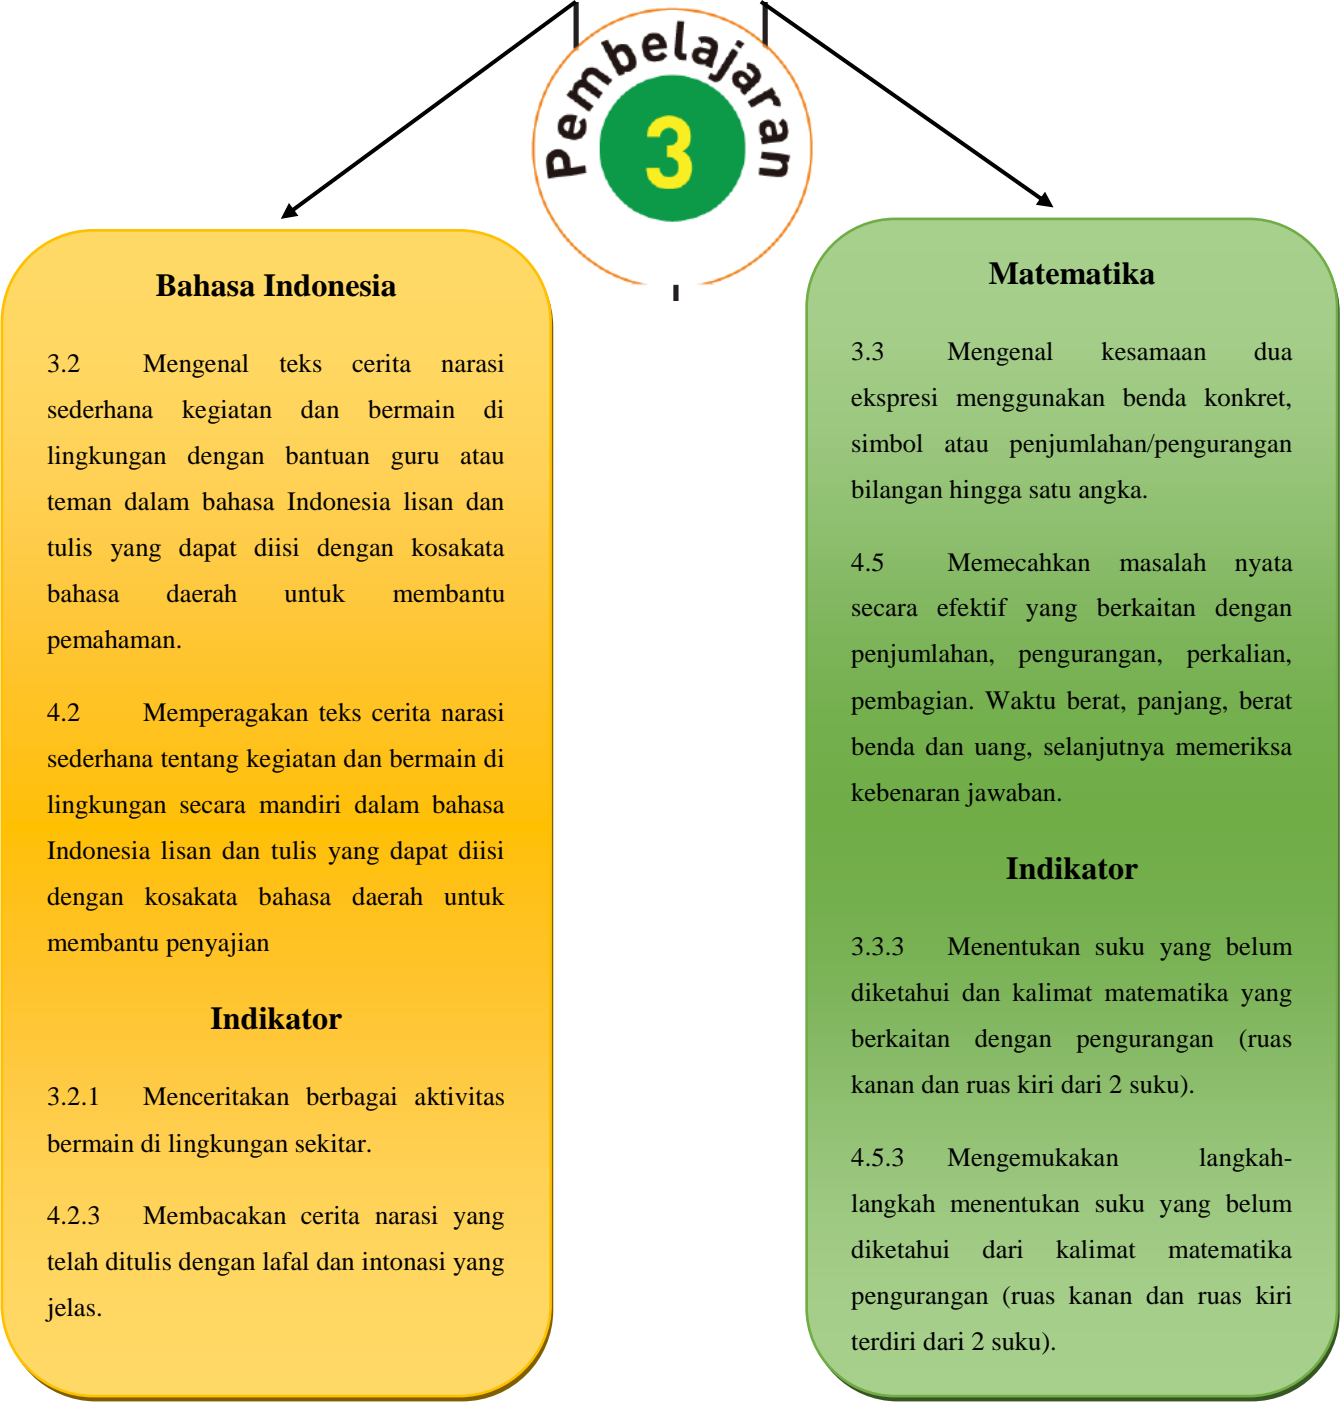 Pembelajaran
3
Bahasa Indonesia
3.2 Mengenal teks cerita narasi
sederhana kegiatan dan bermain di
lingkungan dengan bantuan guru atau
teman dalam bahasa Indonesia lisan dan
tulis yang dapat diisi dengan kosakata
bahasa daerah untuk membantu
pemahaman.
4.2 Memperagakan teks cerita narasi
sederhana tentang kegiatan dan bermain di
lingkungan secara mandiri dalam bahasa
Indonesia lisan dan tulis yang dapat diisi
dengan kosakata bahasa daerah untuk
membantu penyajian
Indikator
3.2.1 Menceritakan berbagai aktivitas
bermain di lingkungan sekitar.
4.2.3 Membacakan cerita narasi yang
telah ditulis dengan lafal dan intonasi yang
jelas.
Matematika
3.3 Mengenal kesamaan dua
ekspresi menggunakan benda konkret,
simbol atau penjumlahan/pengurangan
bilangan hingga satu angka.
4.5 Memecahkan masalah nyata
secara efektif yang berkaitan dengan
penjumlahan, pengurangan, perkalian,
pembagian. Waktu berat, panjang, berat
benda dan uang, selanjutnya memeriksa
kebenaran jawaban.
Indikator
3.3.3 Menentukan suku yang belum
diketahui dan kalimat matematika yang
berkaitan dengan pengurangan (ruas
kanan dan ruas kiri dari 2 suku).
4.5.3 Mengemukakan langkah-
langkah menentukan suku yang belum
diketahui dari kalimat matematika
pengurangan (ruas kanan dan ruas kiri
terdiri dari 2 suku).